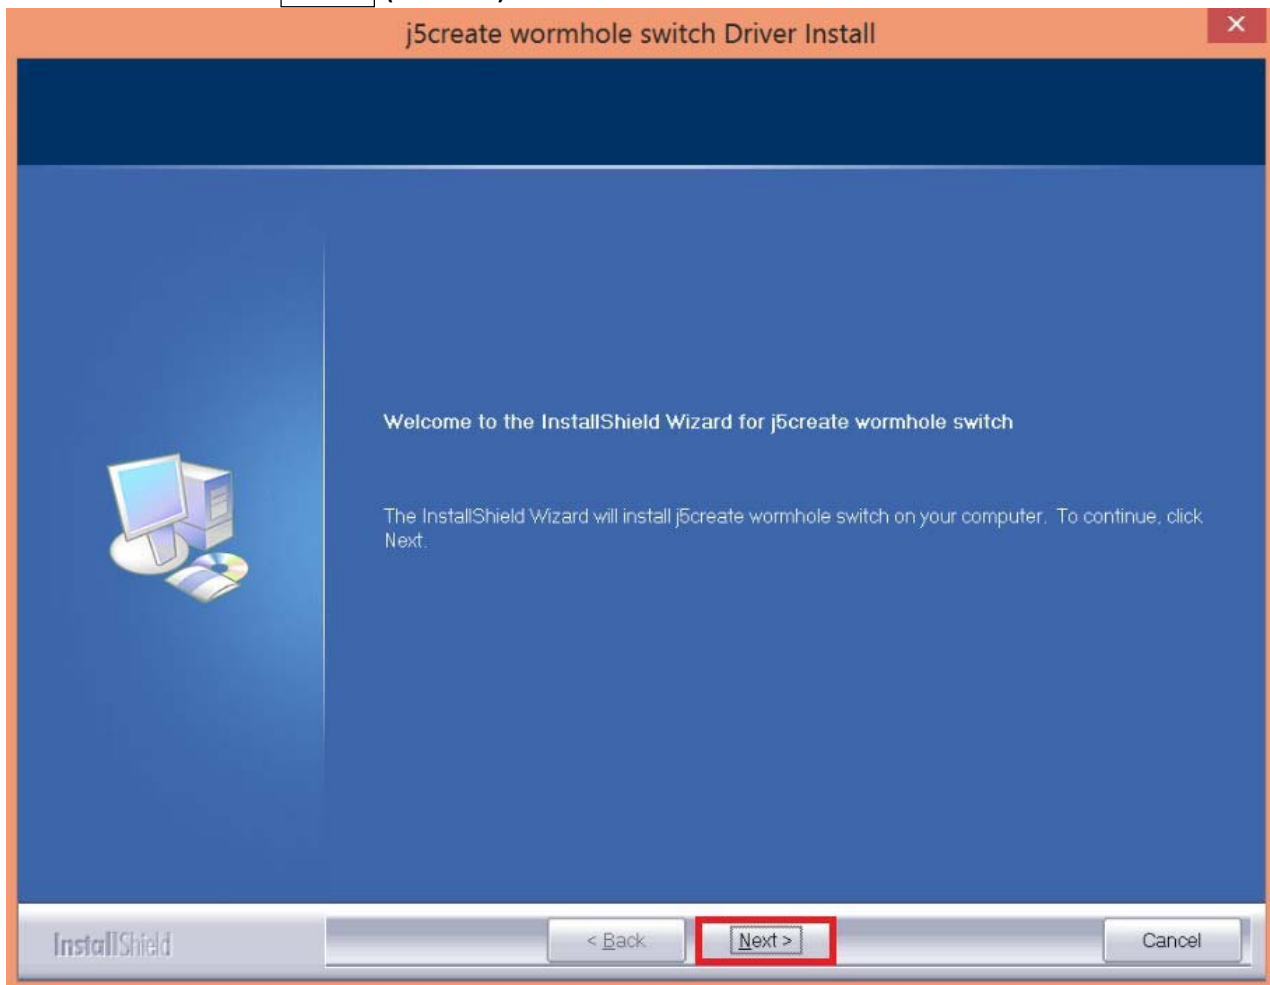 j5create wormhole switch Driver Install
Welcome to the InstallShield Wizard for j5create wormhole switch
The InstallShield Wizard will install j5create wormhole switch on your computer. To continue, click
Next.
InstallShield
< Back
Next >
Cancel